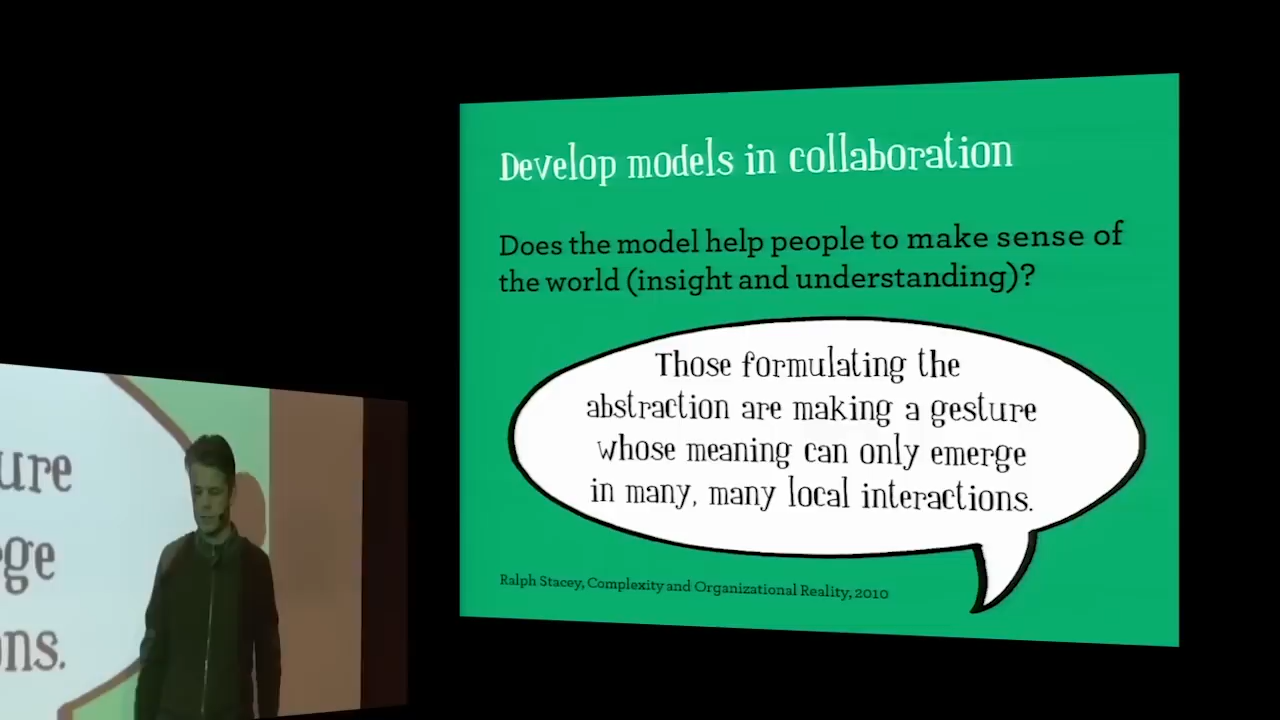 Develop models in collaboration
Does the model help people to make sense of
the world (insight and understanding)?
Those formulating the
abstraction are making a gesture
whose meaning can only emerge
in many, many local interactions.
Ralph Stacey, Complexity and Organizational Reality, 2010
ure
ge
ns.